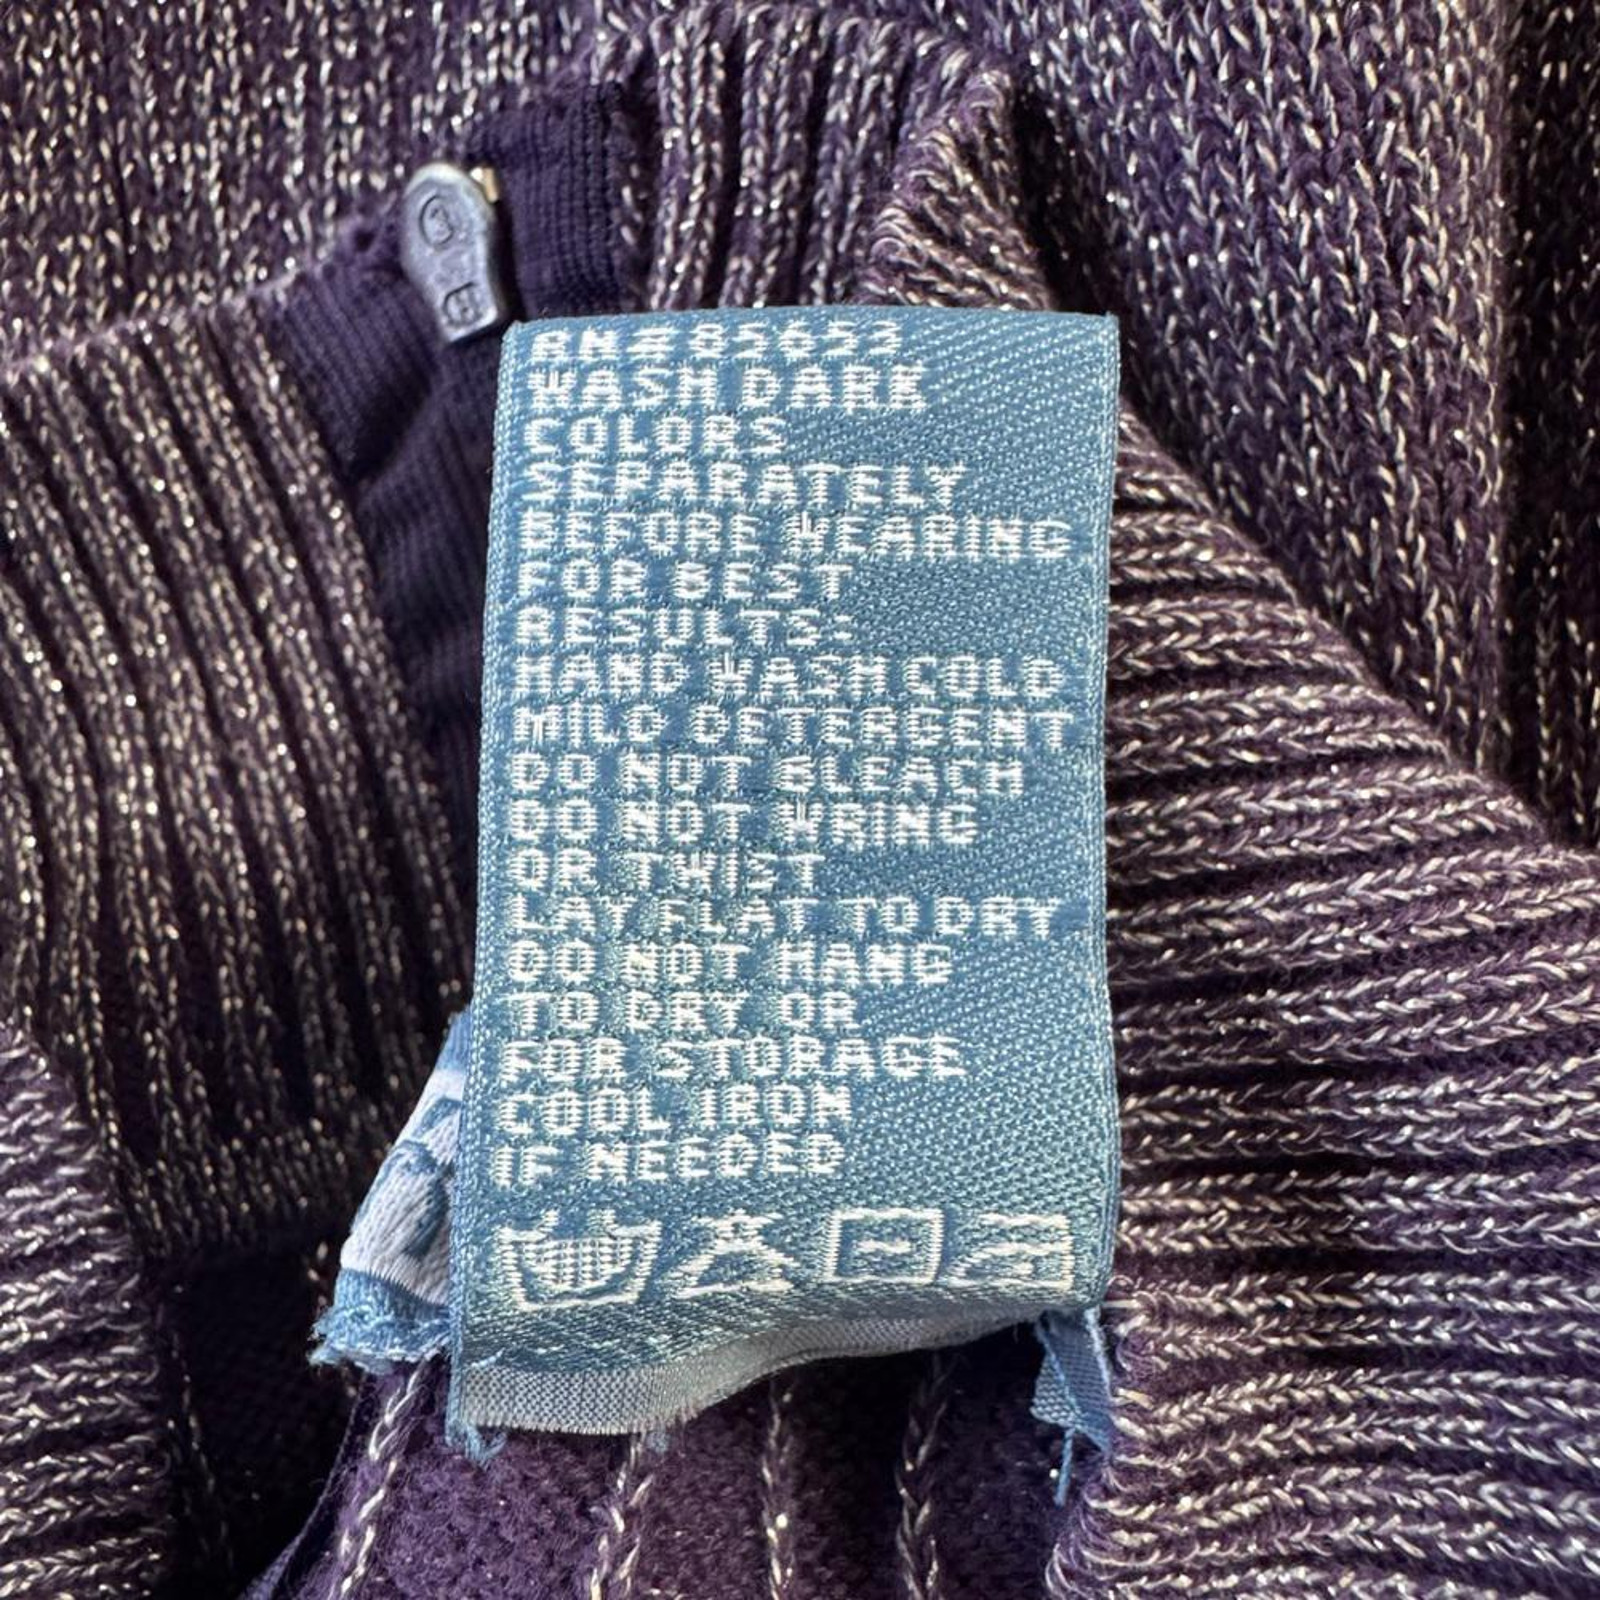 RN#85653
WASH DARK
COLORS
SEPARATELY
BEFORE WEARING
FOR BEST
RESULTS:
HAND WASH COLD
MILD DETERGENT
DO NOT BLEACH
DO NOT WRING
OR TWIST
LAY FLAT TO DRY
DO NOT HANG
TO DRY OR
FOR STORAGE
COOL IRON
IF NEEDED